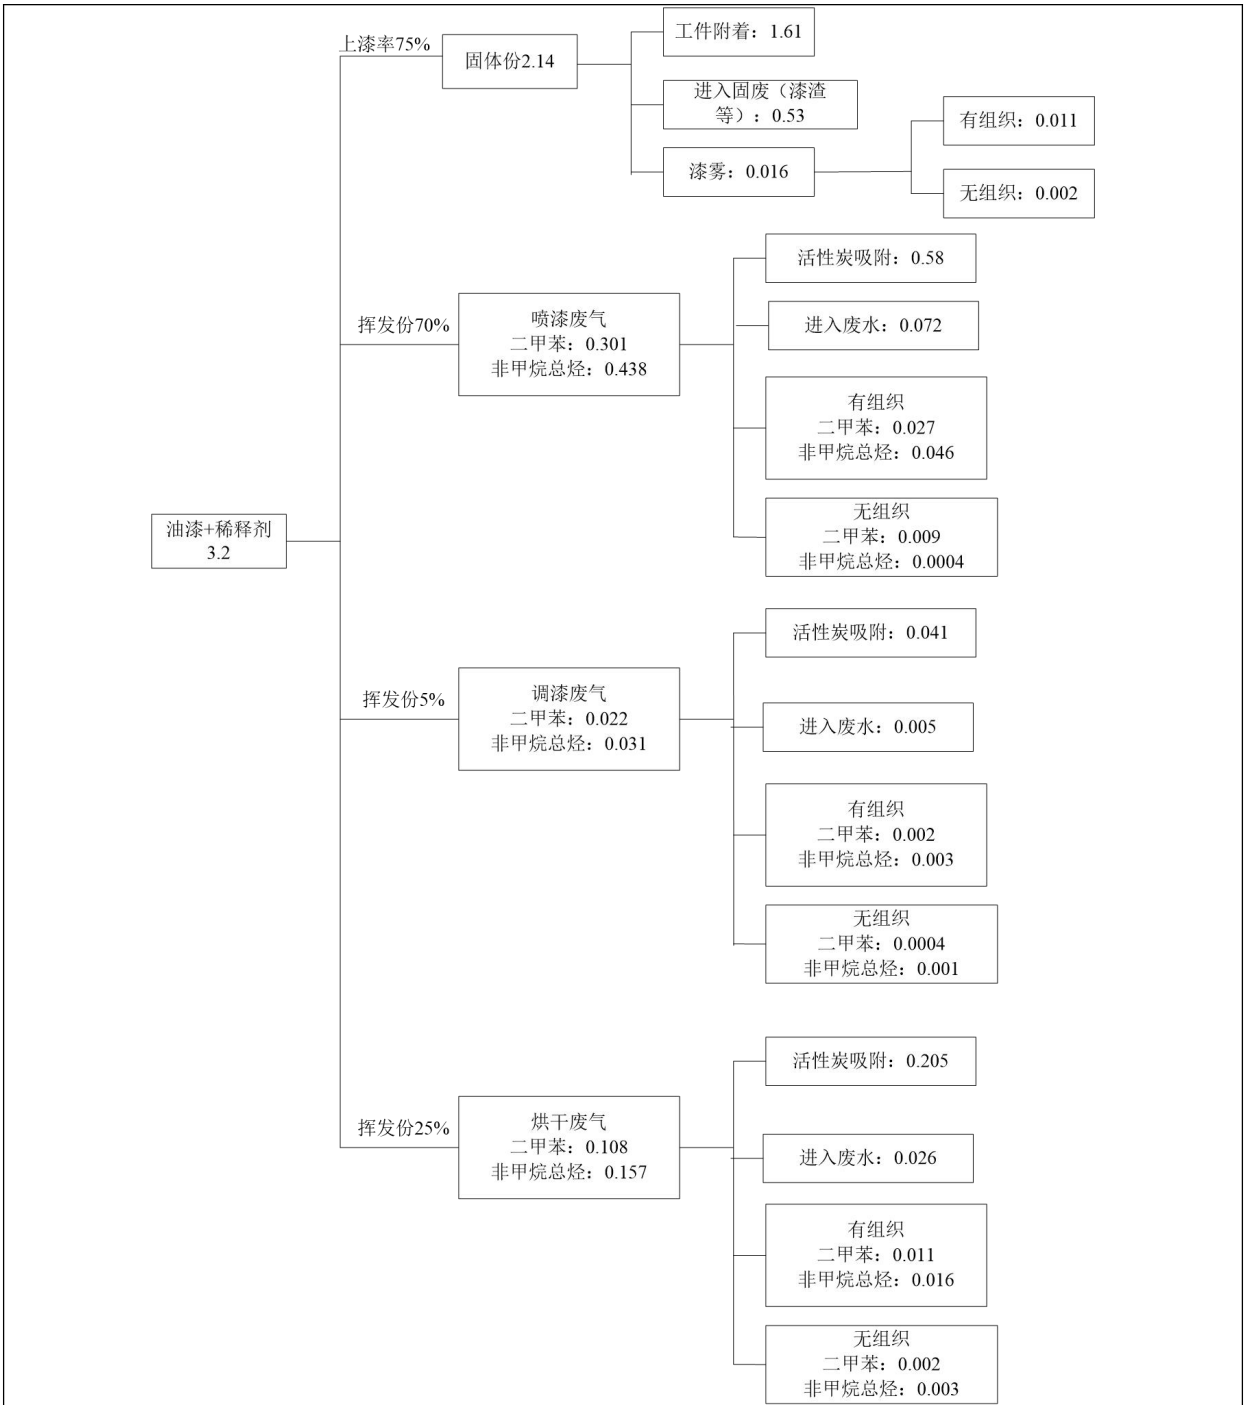 上漆率75%
固体份2.14
工件附着：1.61
进入固废（漆渣
等）：0.53
漆雾：0.016
有组织：0.011
无组织：0.002
挥发份70%
喷漆废气
二甲苯：0.301
非甲烷总烃：0.438
活性炭吸附：0.58
进入废水：0.072
有组织
二甲苯：0.027
非甲烷总烃：0.046
无组织
二甲苯：0.009
非甲烷总烃：0.0004
油漆+稀释剂
3.2
挥发份5%
调漆废气
二甲苯：0.022
非甲烷总烃：0.031
活性炭吸附：0.041
进入废水：0.005
有组织
二甲苯：0.002
非甲烷总烃：0.003
无组织
二甲苯：0.0004
非甲烷总烃：0.001
挥发份25%
烘干废气
二甲苯：0.108
非甲烷总烃：0.157
活性炭吸附：0.205
进入废水：0.026
有组织
二甲苯：0.011
非甲烷总烃：0.016
无组织
二甲苯：0.002
非甲烷总烃：0.003